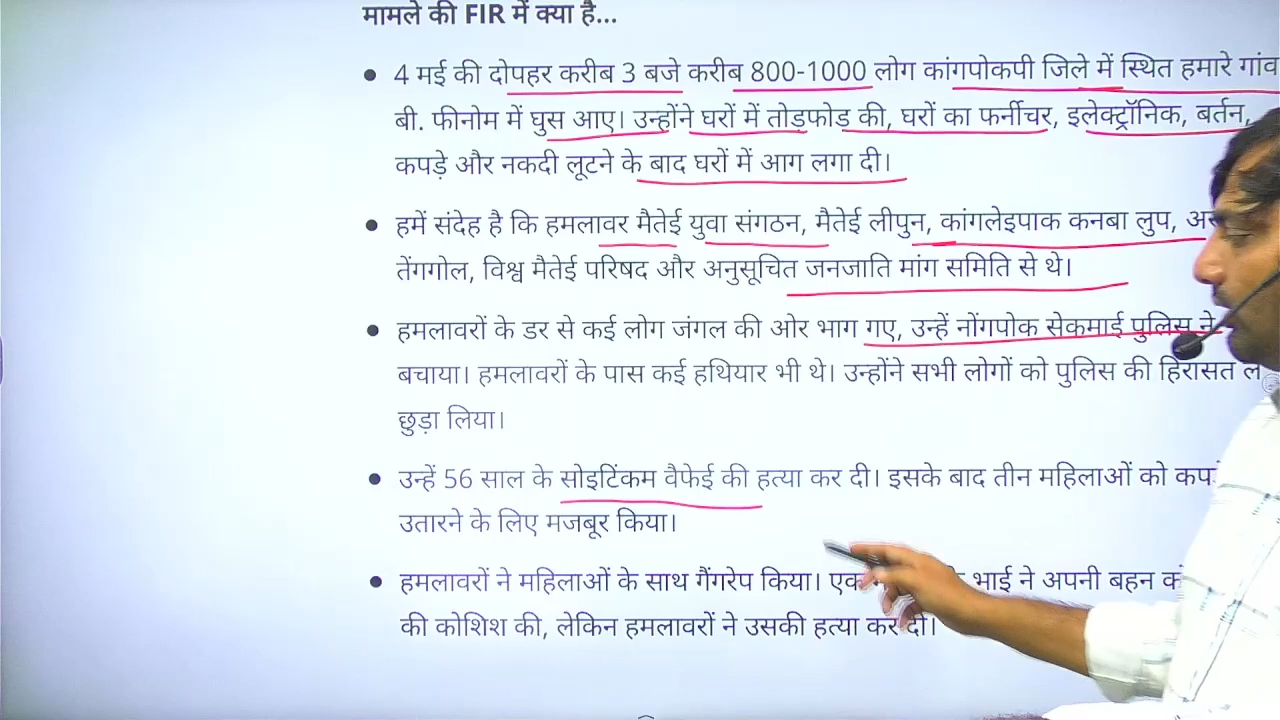 मामले की FIR में क्या है...
• 4 मई की दोपहर करीब 3 बजे करीब 800-1000 लोग कांगपोकपी जिले में स्थित हमारे गांव
बी. फीनोम में घुस आए। उन्होंने घरों में तोड़फोड़ की, घरों का फर्नीचर, इलेक्ट्रॉनिक, बर्तन,
कपड़े और नकदी लूटने के बाद घरों में आग लगा दी।
• हमें संदेह है कि हमलावर मैतेई युवा संगठन, मैतेई लीपुन, कांगलेइपाक कनबा लुप,
तेंगगोल, विश्व मैतेई परिषद और अनुसूचित जनजाति मांग समिति से थे।
• हमलावरों के डर से कई लोग जंगल की ओर भाग गए, उन्हें नोंगपोक सेकमाई पुलिस ने
बचाया। हमलावरों के पास कई हथियार भी थे। उन्होंने सभी लोगों को पुलिस की हिरासत
छुड़ा लिया।
• उन्हें 56 साल के सोइटिंकम वैफेई की हत्या कर दी। इसके बाद तीन महिलाओं को
उतारने के लिए मजबूर किया।
• हमलावरों ने महिलाओं के साथ गैंगरेप किया। एक भाई ने अपनी बहन
की कोशिश की, लेकिन हमलावरों ने उसकी हत्या कर दी।